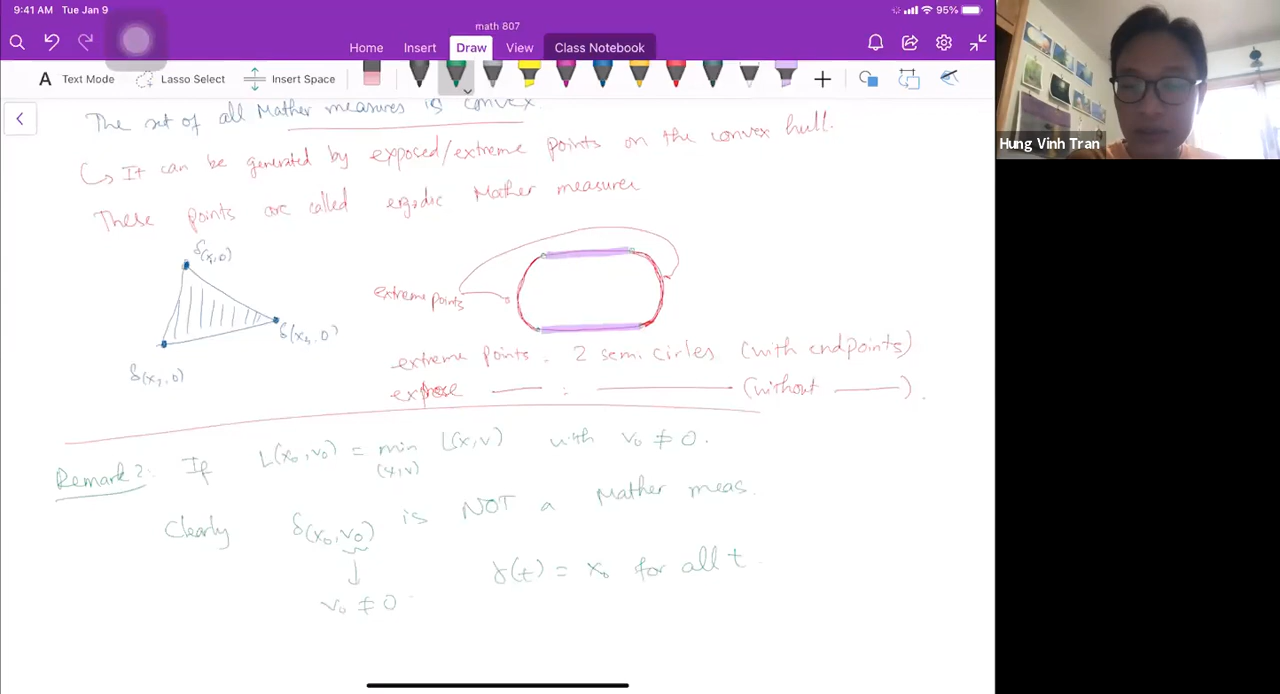 9:41 AM Tue Jan 9
95%
math 807
Home Insert Draw View Class Notebook
A Text Mode Lasso Select Insert Space
The set of all Mather measures is convex.
↳ It can be generated by exposed/extreme points on the convex hull.
These points are called ergodic Mather measures
δ(x,0)
δ(x2,0)
δ(x3,0)
extreme points
extreme points = 2 semi circles (with endpoints)
expose —— : ———— (without ——).
Remark 2: If L(x0,v0) = min L(x,v) with v0 ≠ 0.
(x,v)
Clearly δ(x0,v0) is NOT a Mather meas.
↓
v0 ≠ 0
γ(t) = x0 for all t.
Hung Vinh Tran